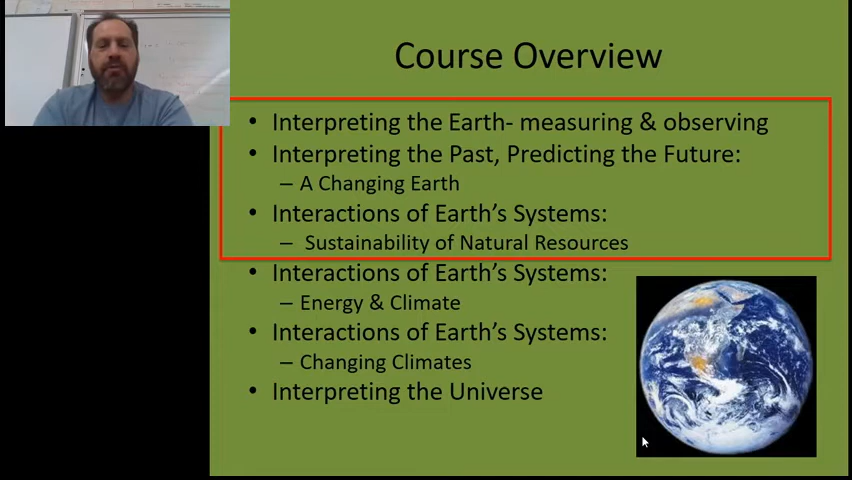 Course Overview
• Interpreting the Earth- measuring & observing
• Interpreting the Past, Predicting the Future:
– A Changing Earth
• Interactions of Earth's Systems:
– Sustainability of Natural Resources
• Interactions of Earth's Systems:
– Energy & Climate
• Interactions of Earth's Systems:
– Changing Climates
• Interpreting the Universe